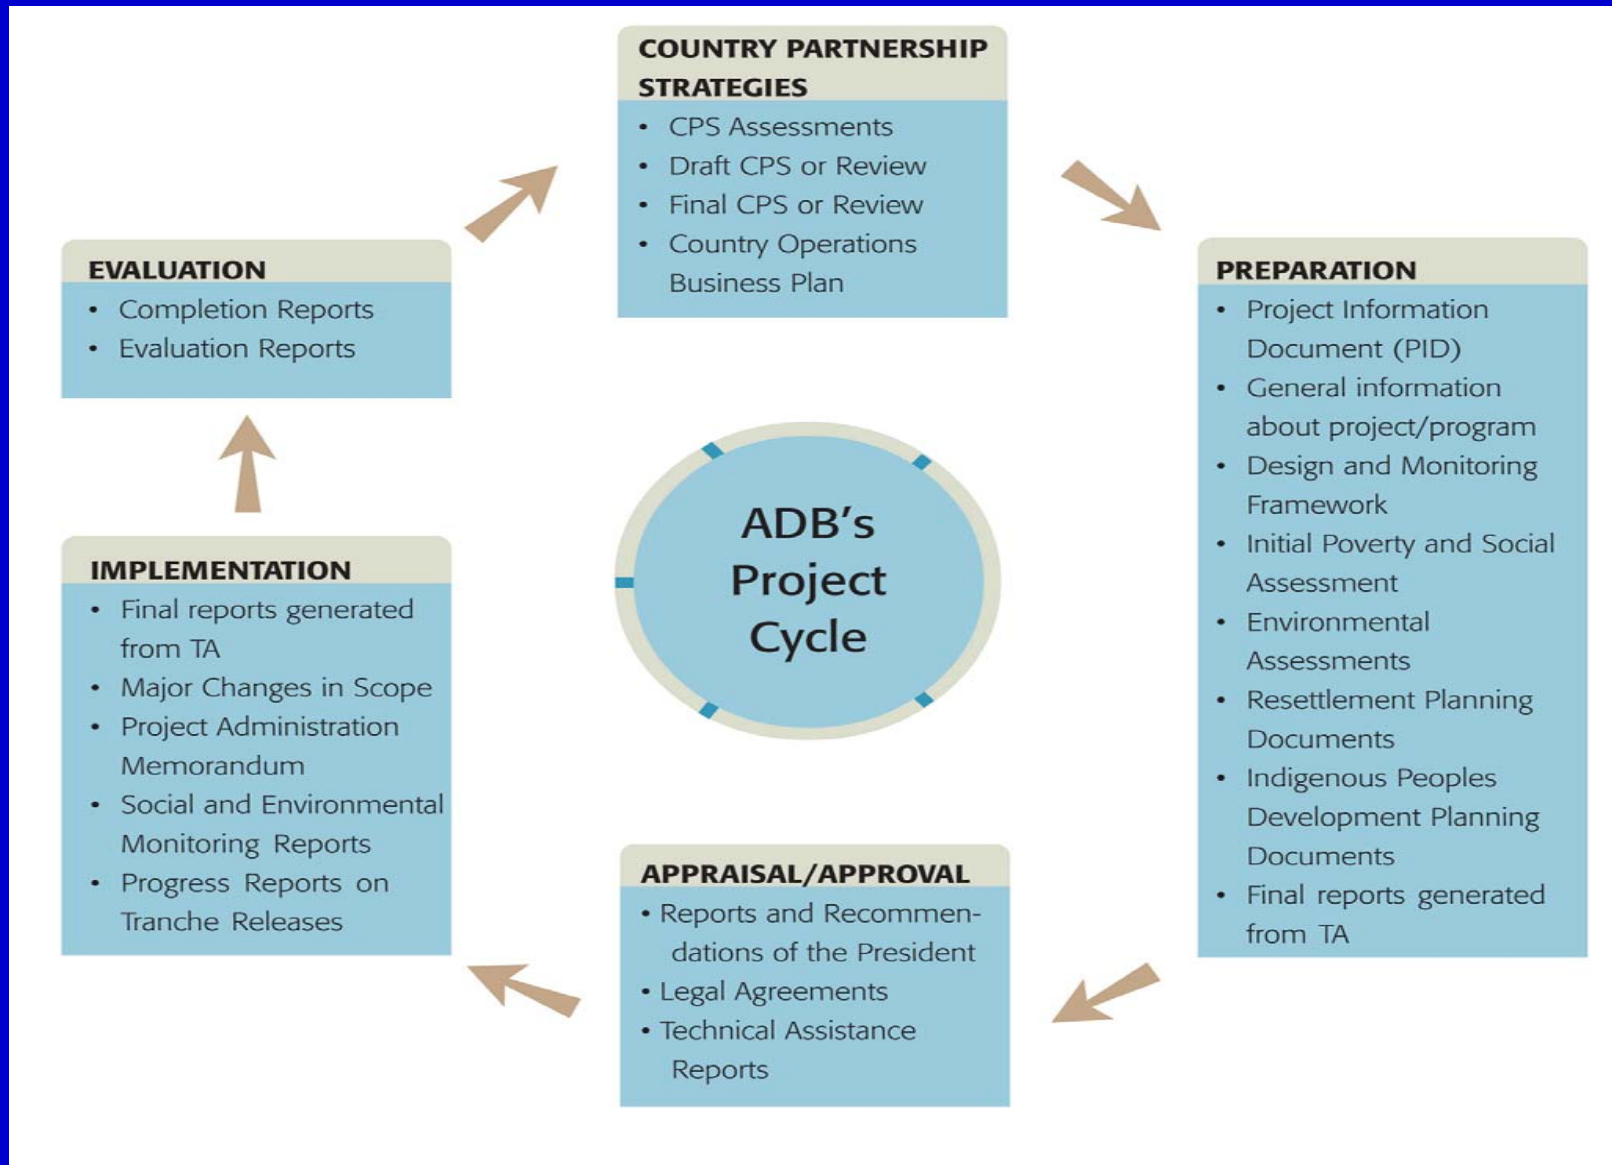 COUNTRY PARTNERSHIP
STRATEGIES
• CPS Assessments
• Draft CPS or Review
• Final CPS or Review
• Country Operations
Business Plan
PREPARATION
• Project Information
Document (PID)
• General information
about project/program
• Design and Monitoring
Framework
• Initial Poverty and Social
Assessment
• Environmental
Assessments
• Resettlement Planning
Documents
• Indigenous Peoples
Development Planning
Documents
• Final reports generated
from TA
APPRAISAL/APPROVAL
• Reports and Recommen-
dations of the President
• Legal Agreements
• Technical Assistance
Reports
IMPLEMENTATION
• Final reports generated
from TA
• Major Changes in Scope
• Project Administration
Memorandum
• Social and Environmental
Monitoring Reports
• Progress Reports on
Tranche Releases
EVALUATION
• Completion Reports
• Evaluation Reports
ADB's
Project
Cycle